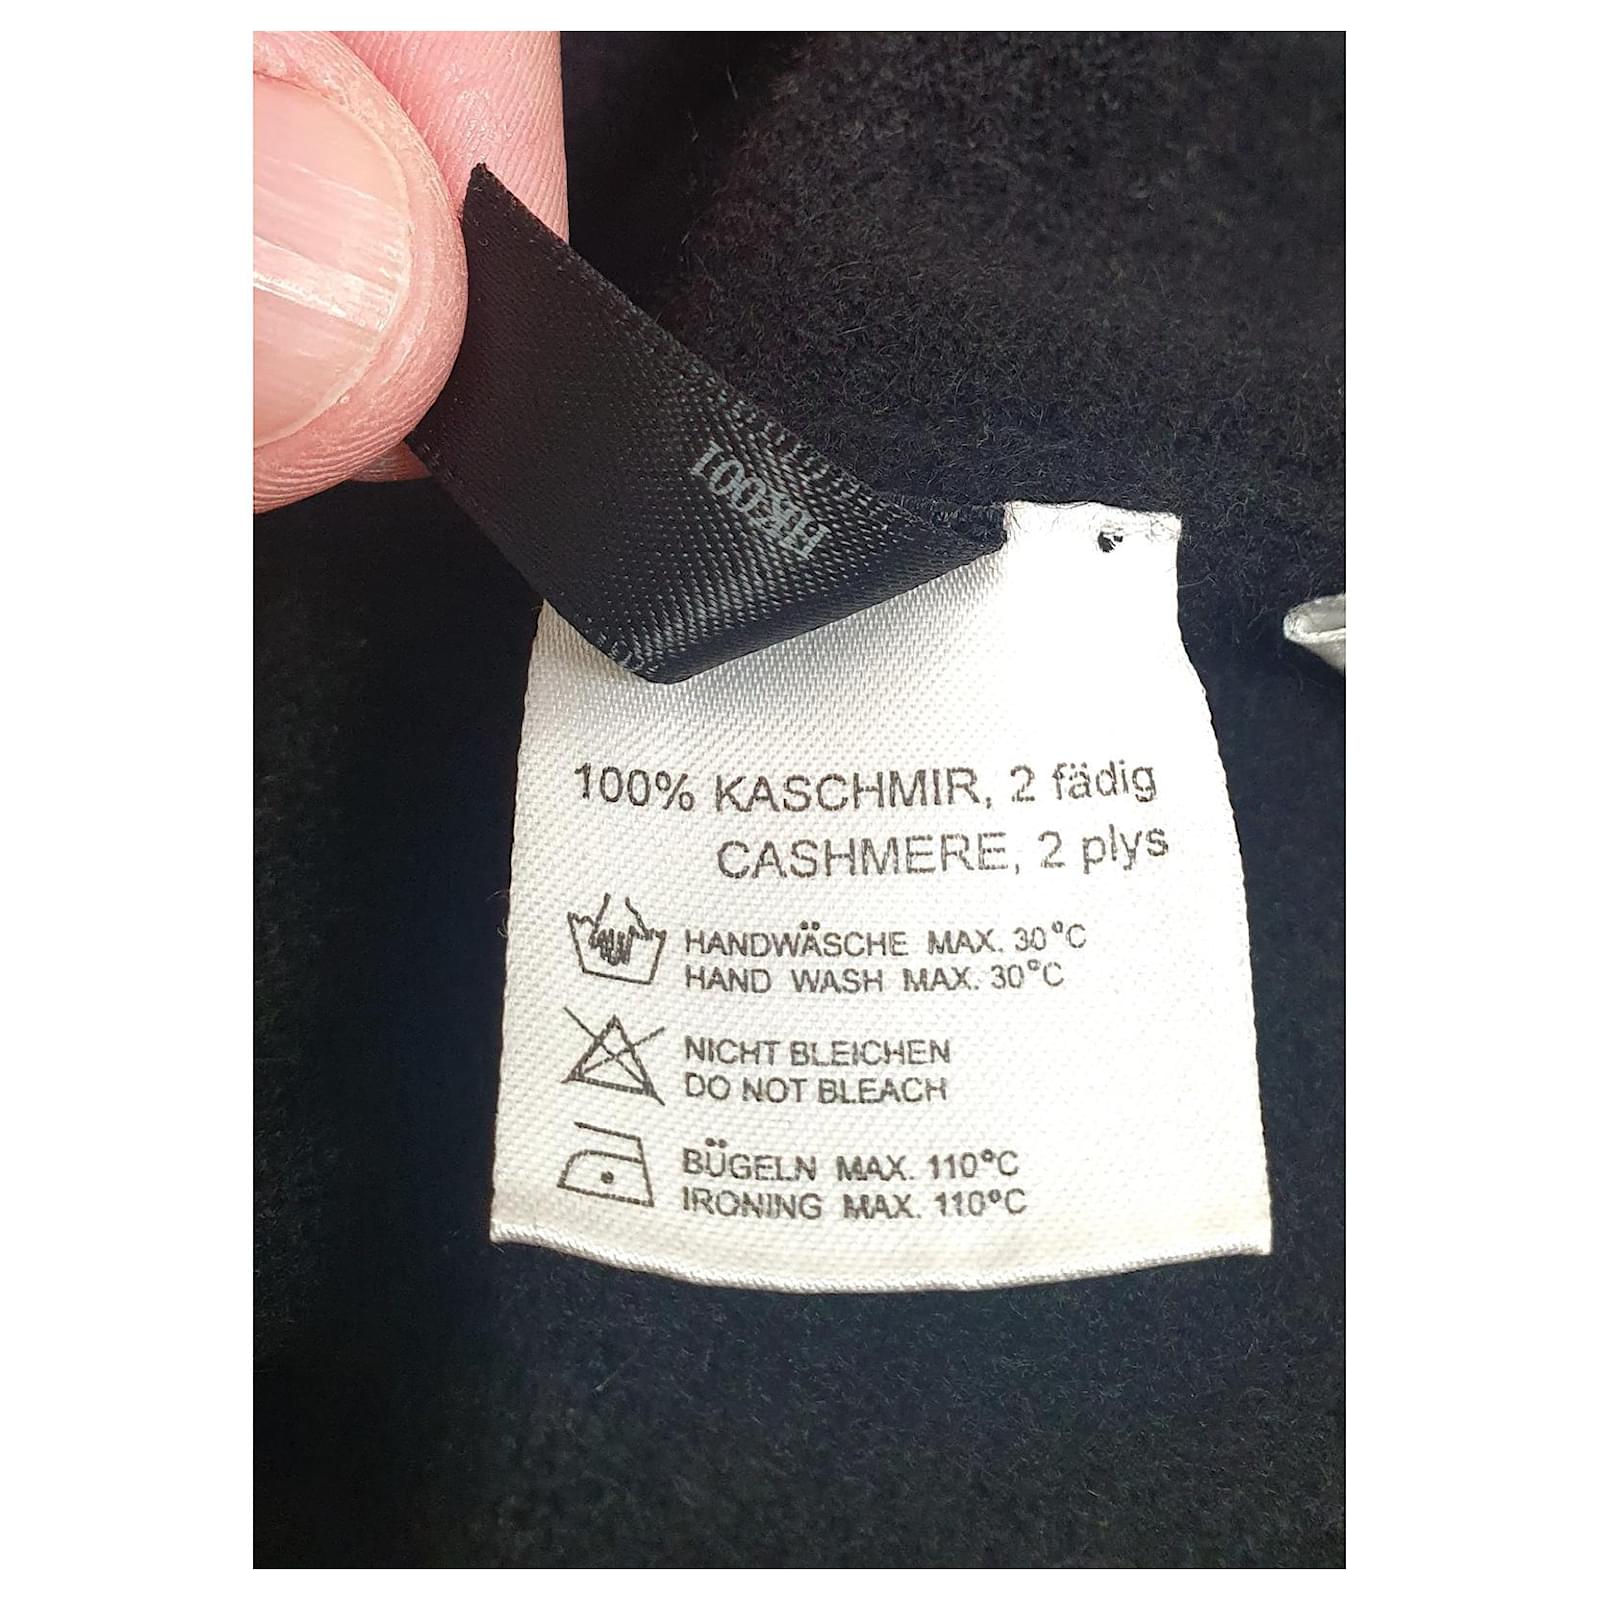 HK001
100% KASCHMIR, 2 fädig
CASHMERE, 2 plys
HANDWÄSCHE MAX. 30°C
HAND WASH MAX. 30°C
NICHT BLEICHEN
DO NOT BLEACH
BÜGELN MAX. 110°C
IRONING MAX. 110°C